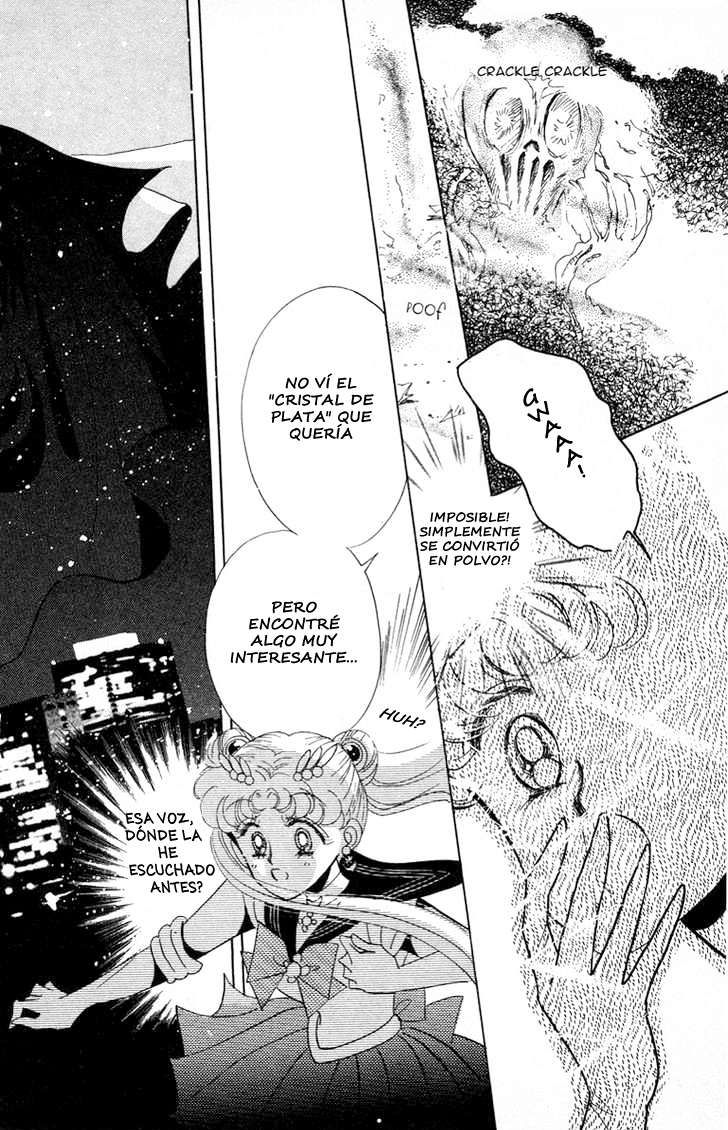 CRACKLE CRACKLE
POOF
GWAAA!
IMPOSIBLE!
SIMPLEMENTE
SE CONVIRTIÓ
EN POLVO?!
NO VÍ EL
"CRISTAL DE
PLATA" QUE
QUERÍA
PERO
ENCONTRÉ
ALGO MUY
INTERESANTE...
HUH?
ESA VOZ,
DÓNDE LA
HE
ESCUCHADO
ANTES?